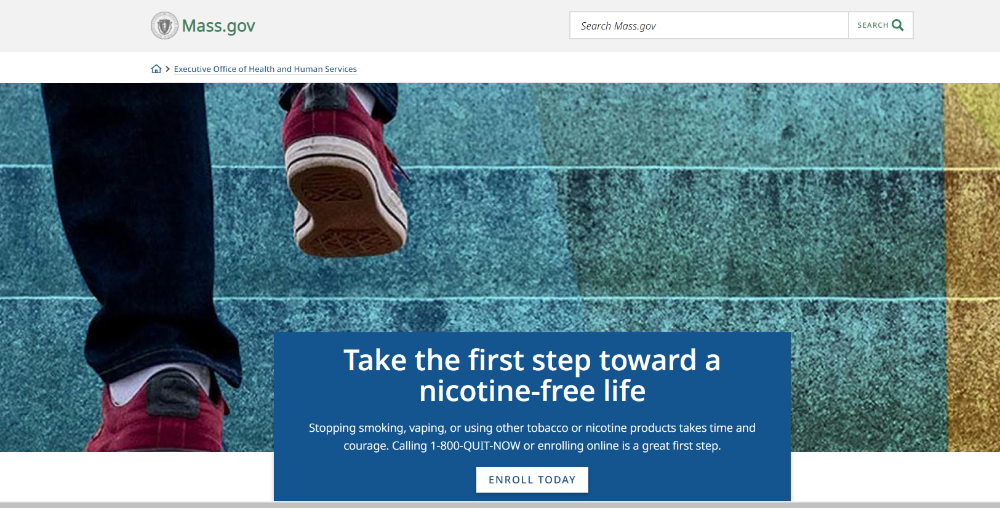 Mass.gov
Search Mass.gov
SEARCH
Executive Office of Health and Human Services
Take the first step toward a
nicotine-free life
Stopping smoking, vaping, or using other tobacco or nicotine products takes time and
courage. Calling 1-800-QUIT-NOW or enrolling online is a great first step.
ENROLL TODAY